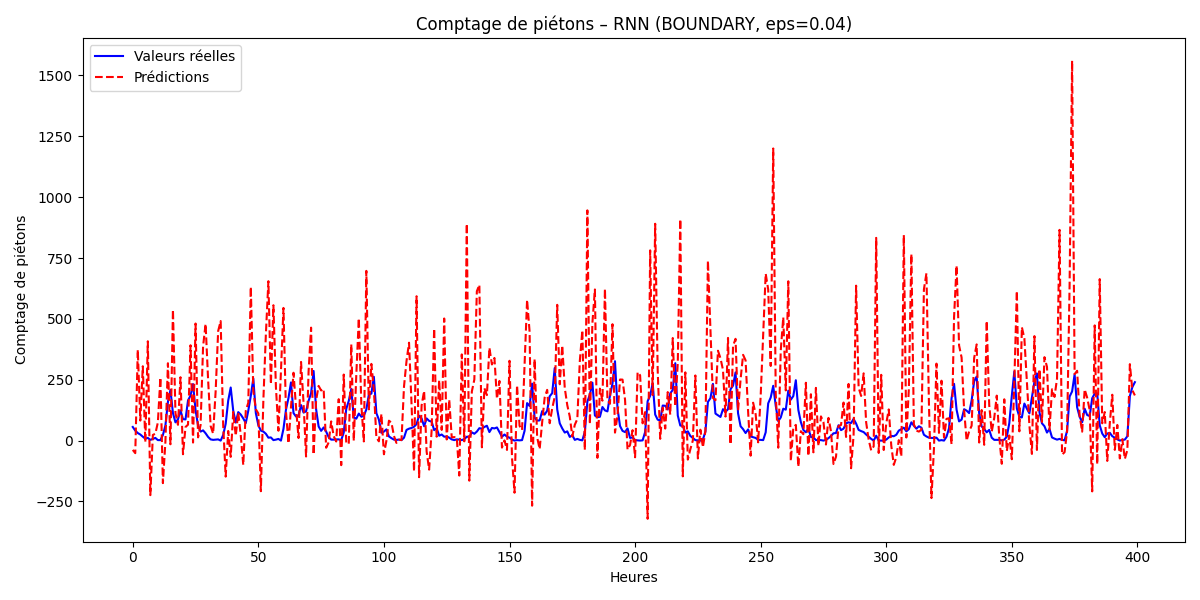 Comptage de piétons – RNN (BOUNDARY, eps=0.04)
Valeurs réelles
Prédictions
Comptage de piétons
1500
1250
1000
750
500
250
0
−250
0 50 100 150 200 250 300 350 400
Heures